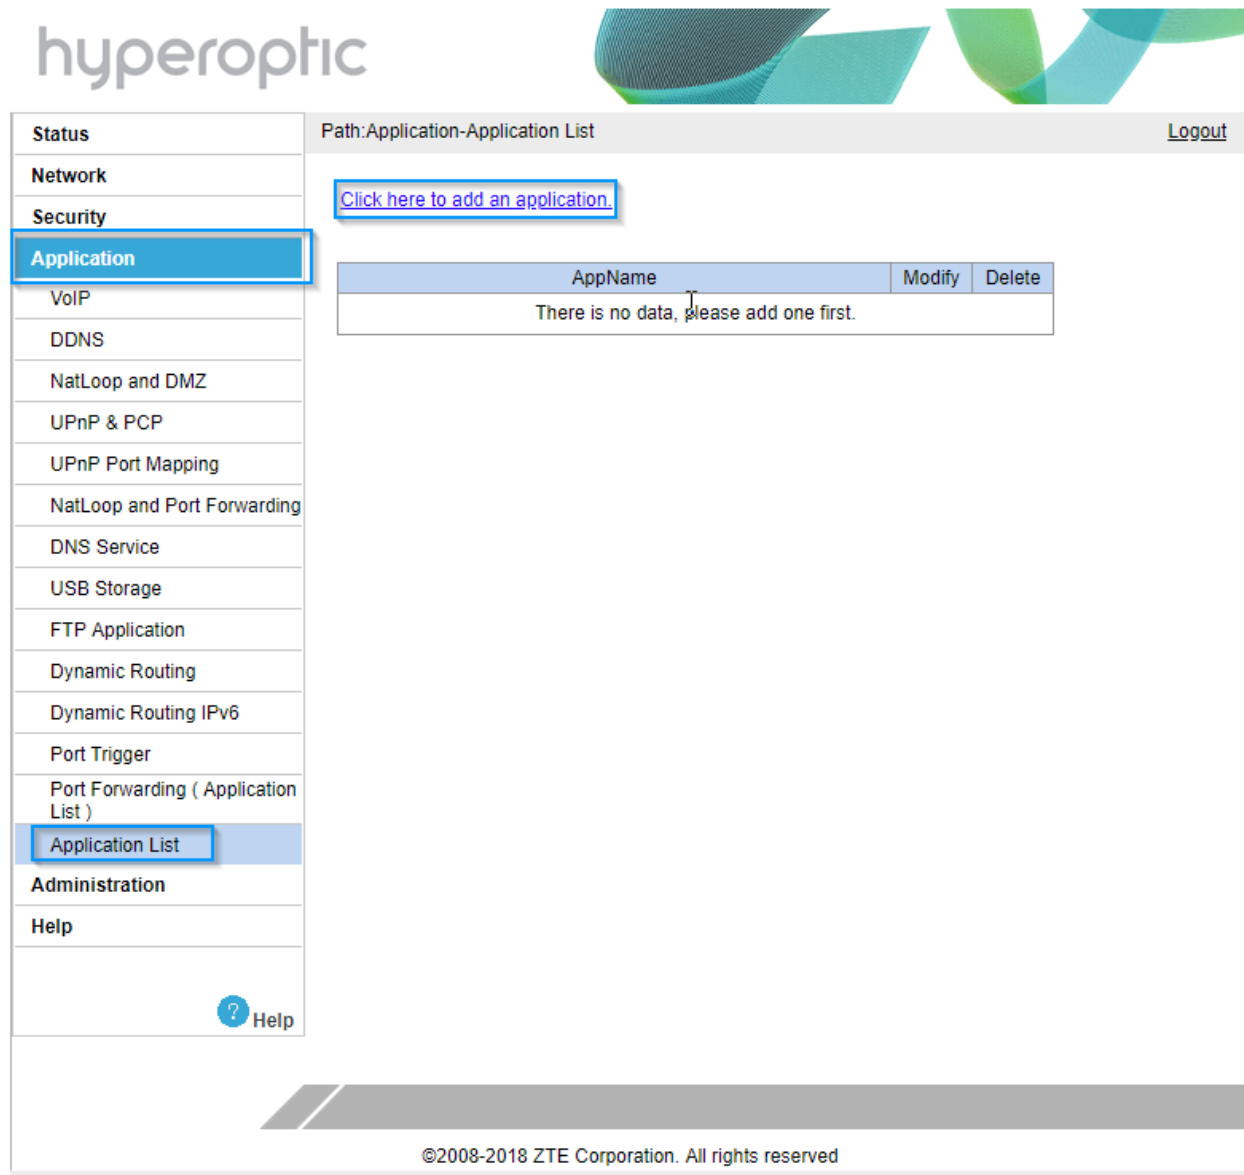 hyperoptic
Status
Path:Application-Application List
Logout
Network
Click here to add an application.
Security
Application
AppName Modify Delete
There is no data, please add one first.
VoIP
DDNS
NatLoop and DMZ
UPnP & PCP
UPnP Port Mapping
NatLoop and Port Forwarding
DNS Service
USB Storage
FTP Application
Dynamic Routing
Dynamic Routing IPv6
Port Trigger
Port Forwarding ( Application
List )
Application List
Administration
Help
? Help
©2008-2018 ZTE Corporation. All rights reserved